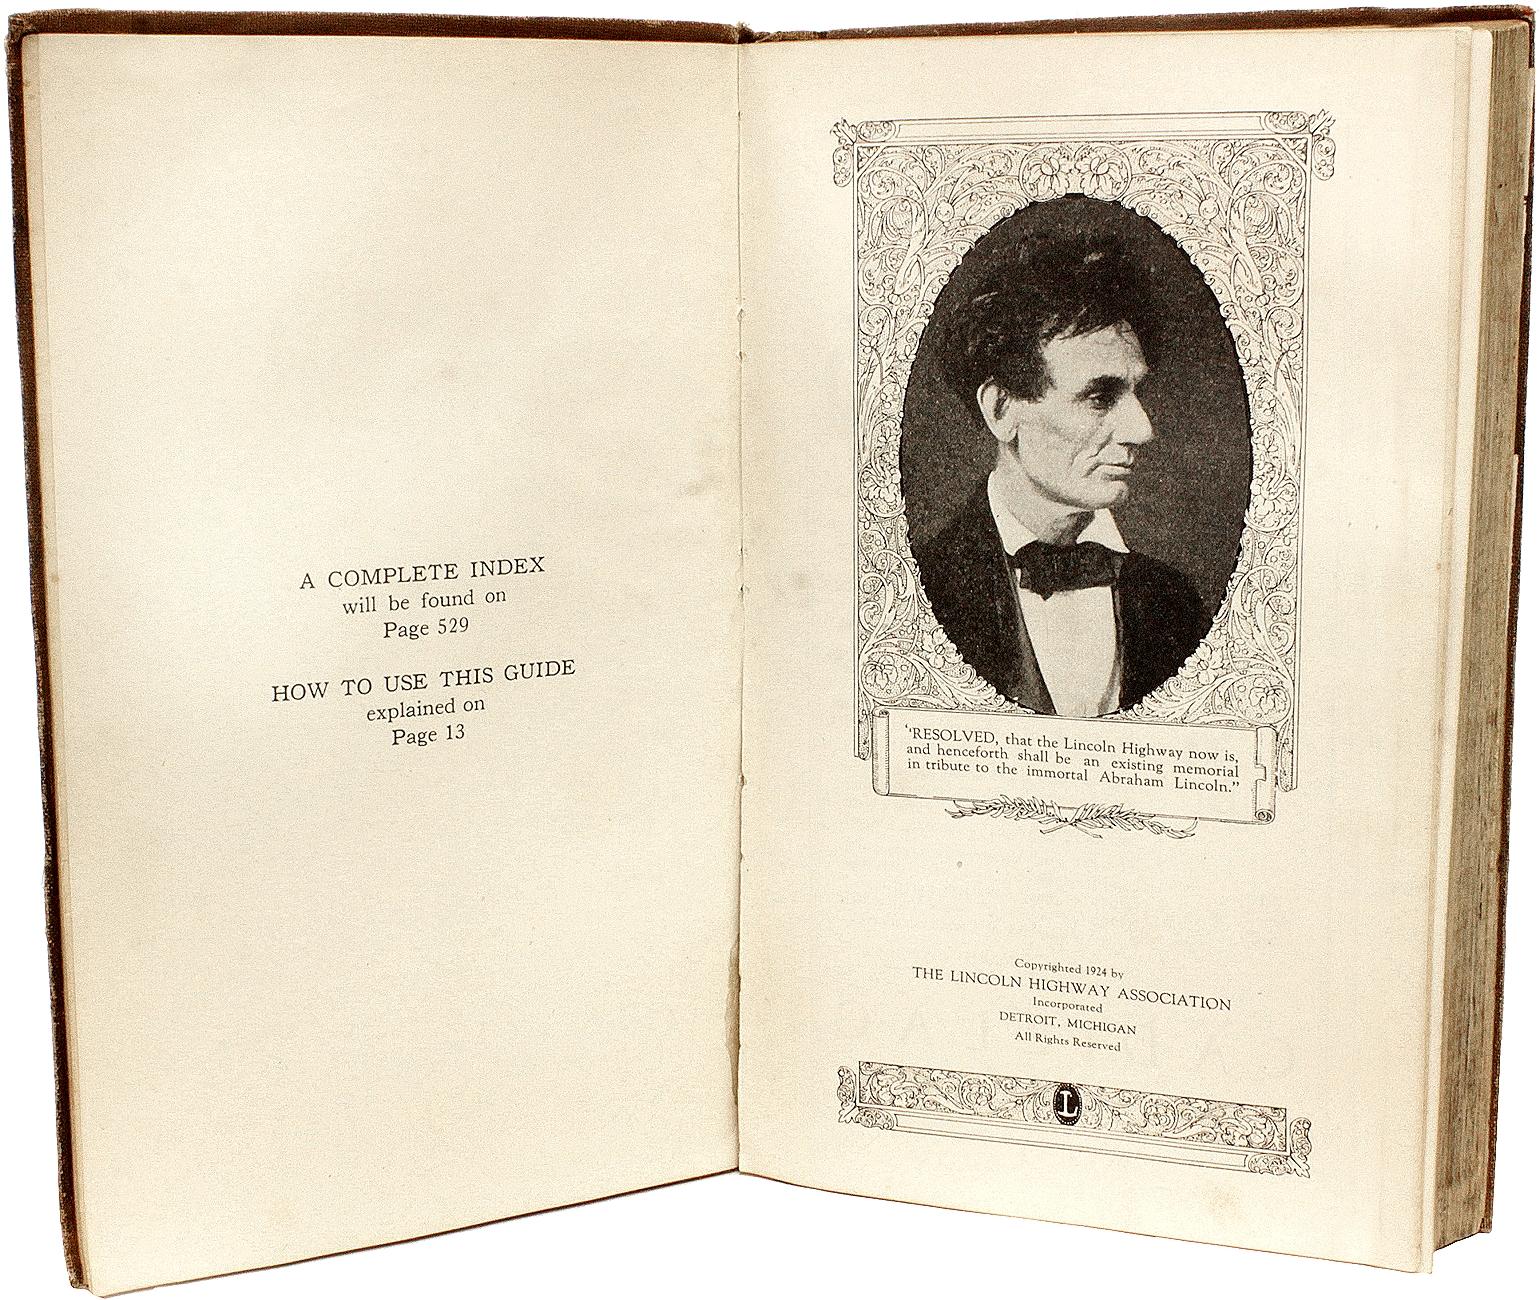 A COMPLETE INDEX
will be found on
Page 529
HOW TO USE THIS GUIDE
explained on
Page 13
"RESOLVED, that the Lincoln Highway now is,
and henceforth shall be an existing memorial
in tribute to the immortal Abraham Lincoln."
Copyrighted 1924 by
THE LINCOLN HIGHWAY ASSOCIATION
Incorporated
DETROIT, MICHIGAN
All Rights Reserved
L